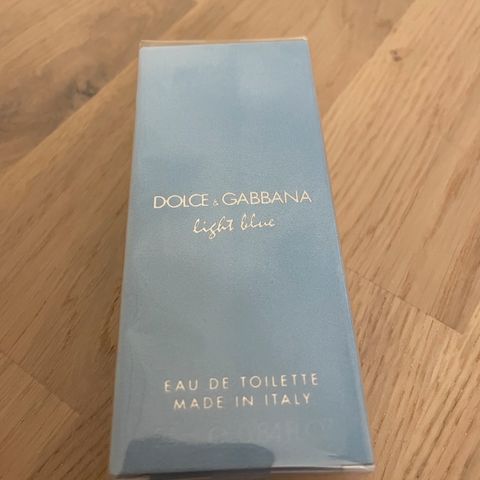 DOLCE & GABBANA
light blue
EAU DE TOILETTE
MADE IN ITALY